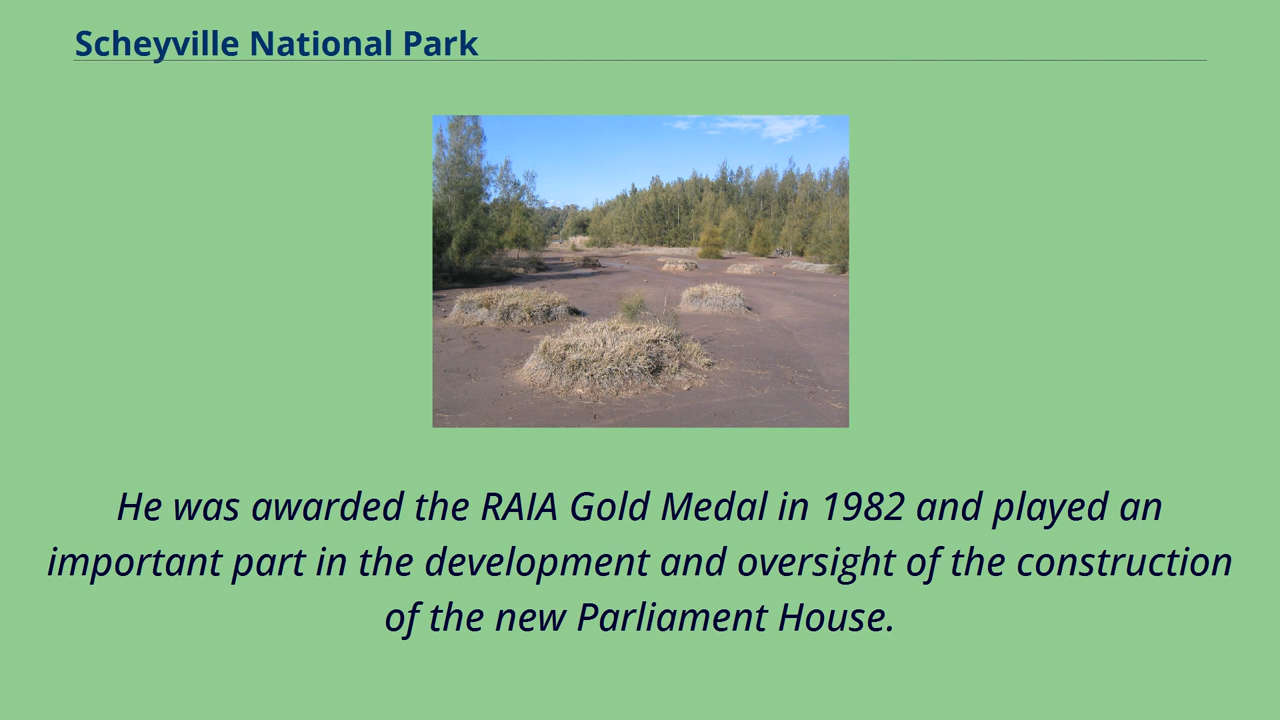 Scheyville National Park
He was awarded the RAIA Gold Medal in 1982 and played an
important part in the development and oversight of the construction
of the new Parliament House.